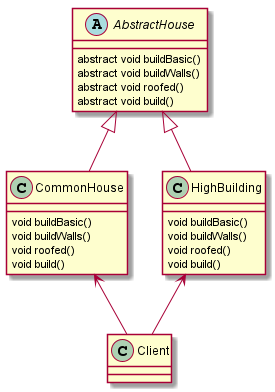 A AbstractHouse
abstract void buildBasic()
abstract void buildWalls()
abstract void roofed()
abstract void build()
C CommonHouse
void buildBasic()
void buildWalls()
void roofed()
void build()
C HighBuilding
void buildBasic()
void buildWalls()
void roofed()
void build()
C Client